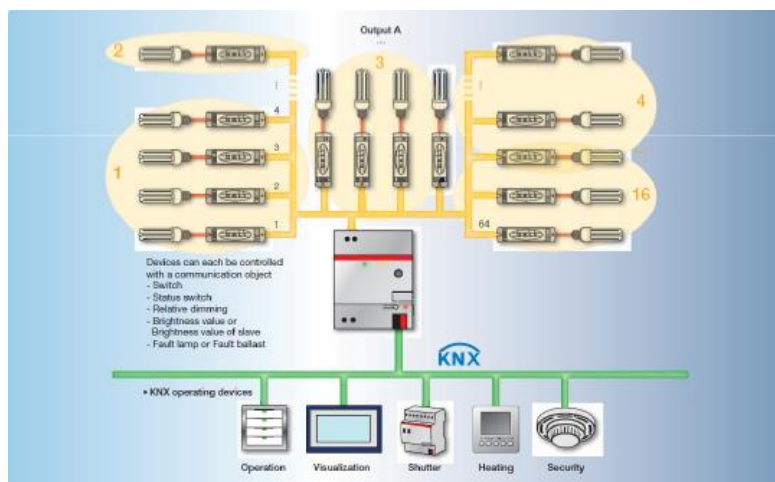 Output A
....
2
3
4
4
3
1
2
16
1
64
Devices can each be controlled
with a communication object
- Switch
- Status switch
- Relative dimming
- Brightness value or
Brightness value of slave
- Fault lamp or Fault ballast
KNX
▸ KNX operating devices
Operation
Visualization
Shutter
Heating
Security